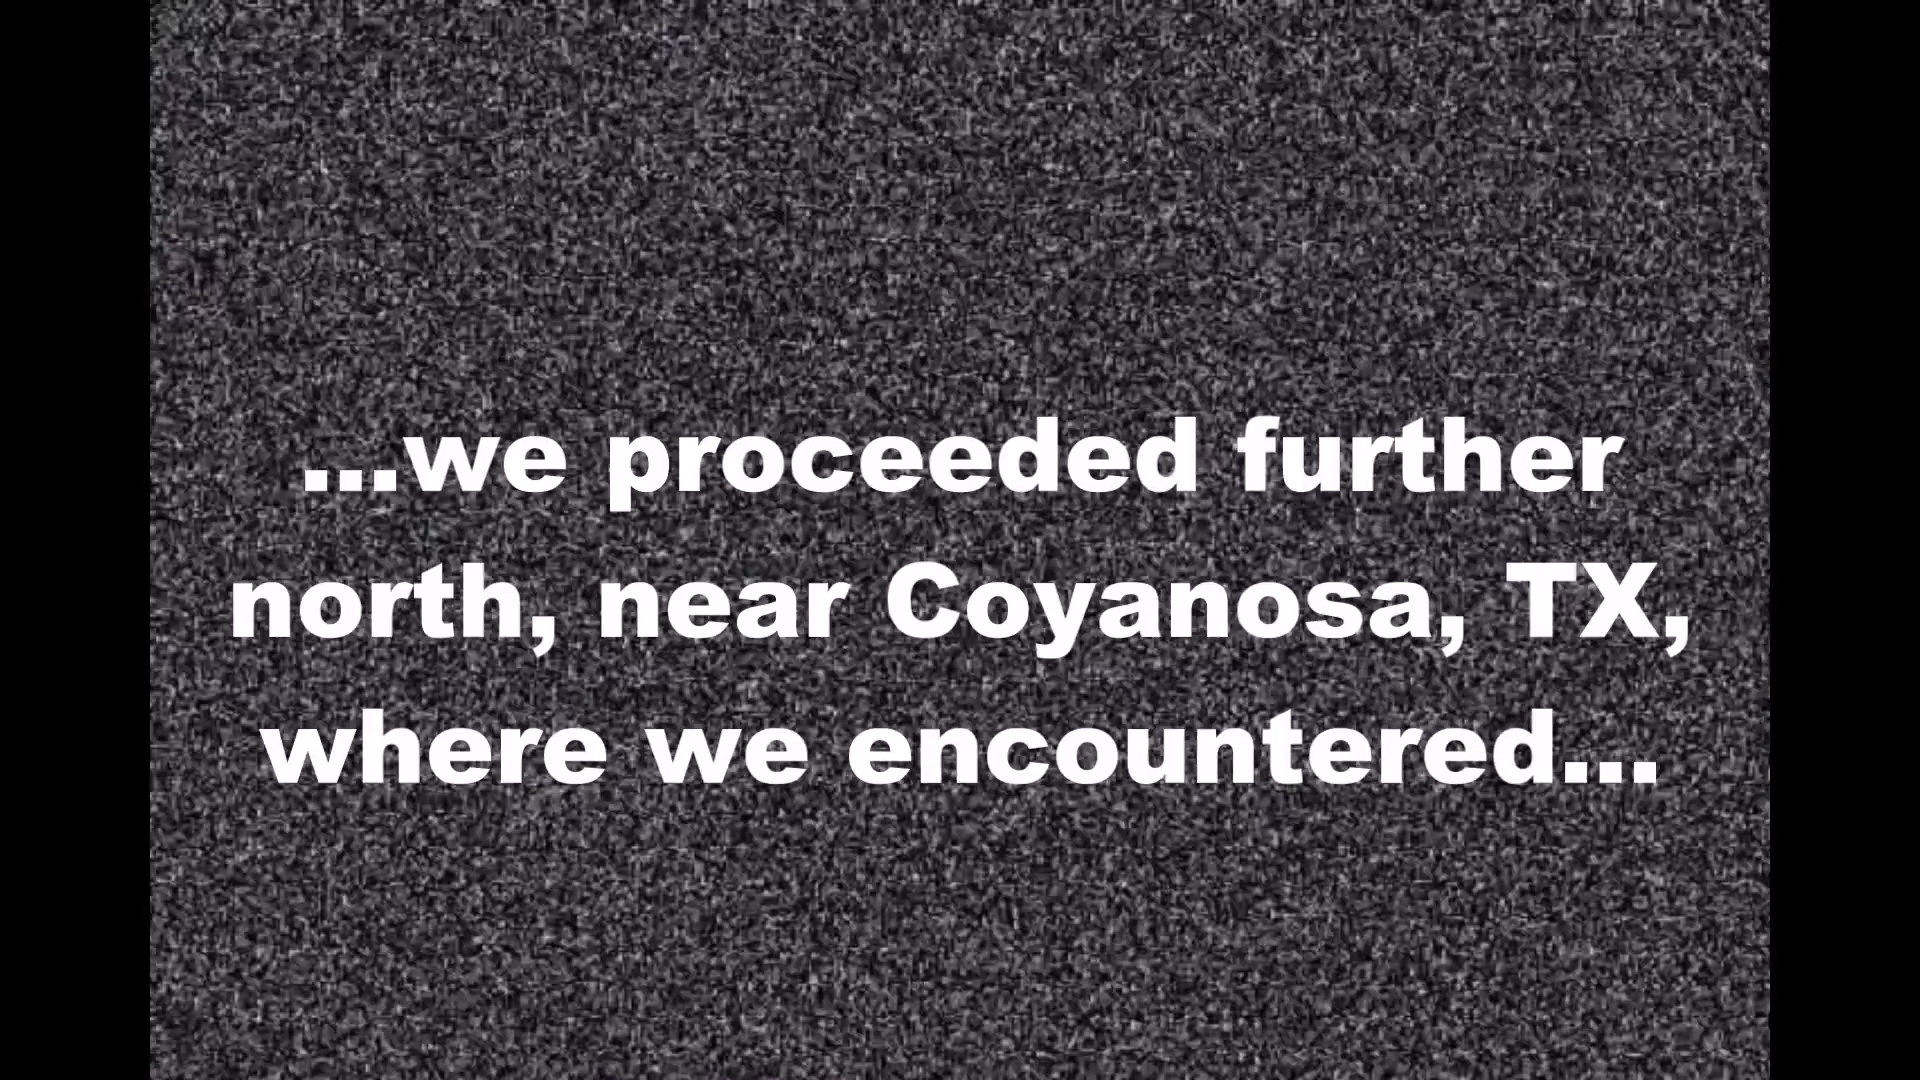 ...we proceeded further
north, near Coyanosa, TX,
where we encountered...